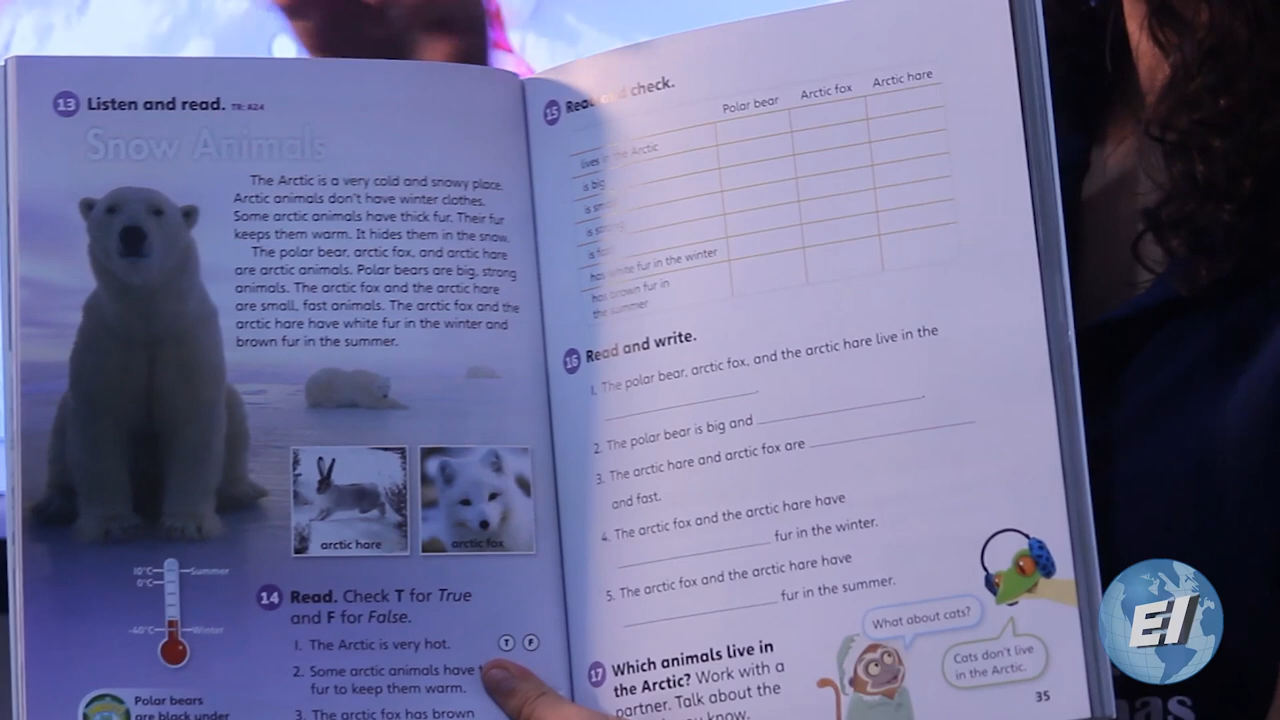 13 Listen and read. TR: A24
Snow Animals
The Arctic is a very cold and snowy place.
Arctic animals don't have winter clothes.
Some arctic animals have thick fur. Their fur
keeps them warm. It hides them in the snow.
The polar bear, arctic fox, and arctic hare
are arctic animals. Polar bears are big, strong
animals. The arctic fox and the arctic hare
are small, fast animals. The arctic fox and the
arctic hare have white fur in the winter and
brown fur in the summer.
arctic hare
arctic fox
10°C Summer
0°C
-40°C Winter
14 Read. Check T for True
and F for False.
1. The Arctic is very hot. T F
2. Some arctic animals have
fur to keep them warm.
3. The arctic fox has brown
Polar bears
are black under
15 Read and check.
Polar bear Arctic fox Arctic hare
lives in the Arctic
is big
is small
is strong
is fast
has white fur in the winter
has brown fur in
the summer
16 Read and write.
1. The polar bear, arctic fox, and the arctic hare live in the
.
2. The polar bear is big and .
3. The arctic hare and arctic fox are
and fast.
4. The arctic fox and the arctic hare have
fur in the winter.
5. The arctic fox and the arctic hare have
fur in the summer.
17 Which animals live in
the Arctic? Work with a
partner. Talk about the
know.
What about cats?
Cats don't live
in the Arctic.
35
EI